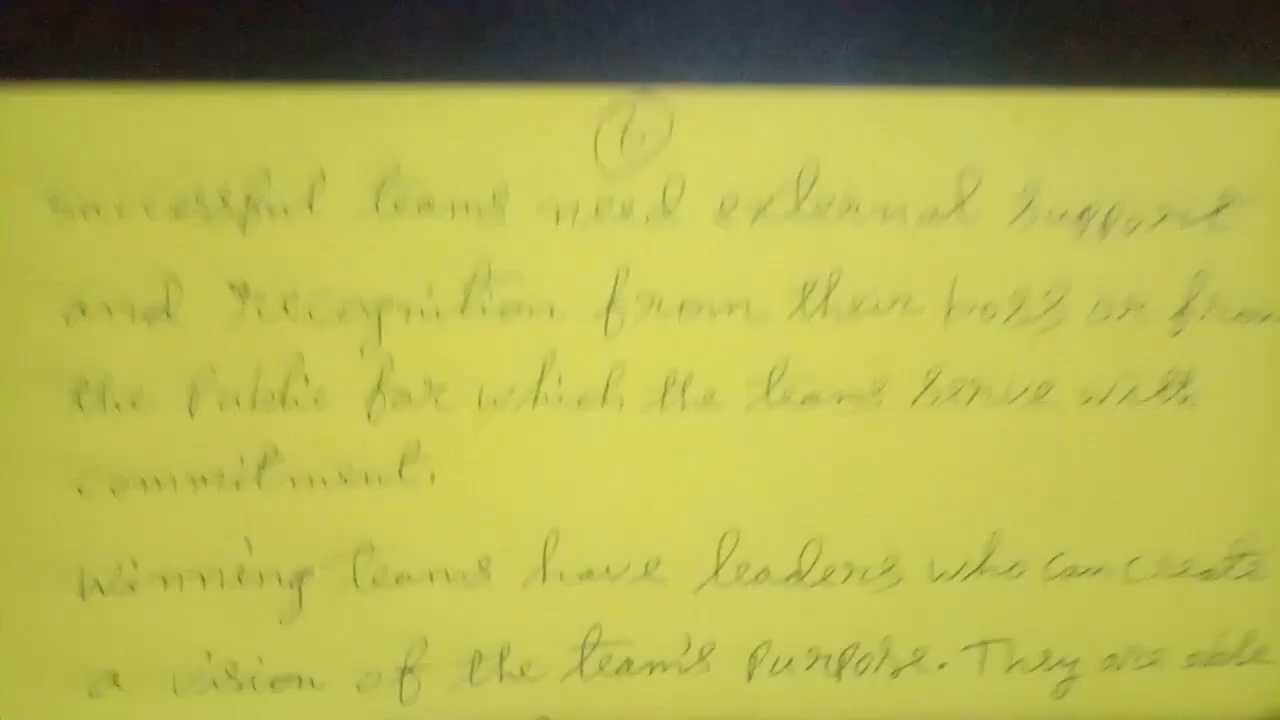 6
successful teams need external support
and recognition from their boss or from
the public for which the teams serve with
commitment.
Winning teams have leaders who can create
a vision of the team's purpose. They are able